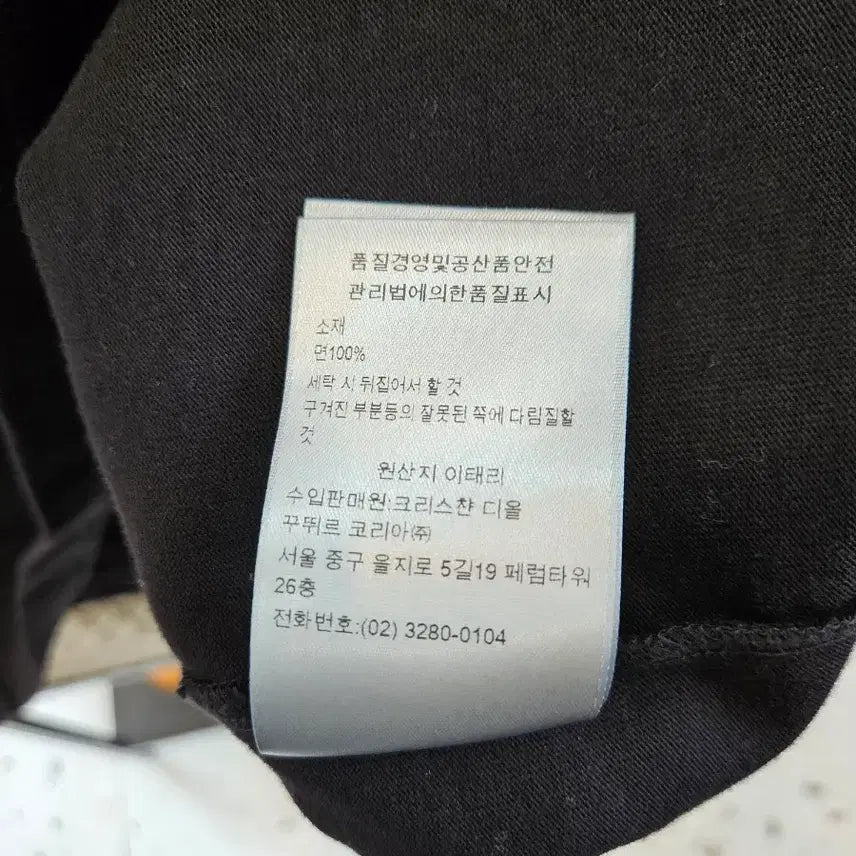 품질경영및공산품안전
관리법에의한품질표시
소재
면100%
세탁 시 뒤집어서 할 것
구겨진 부분등의 잘못된 쪽에 다림질할
것
원산지 이태리
수입판매원:크리스챤 디올
꾸뛰르 코리아㈜
서울 중구 을지로 5길19 페럼타워
26층
전화번호:(02) 3280-0104